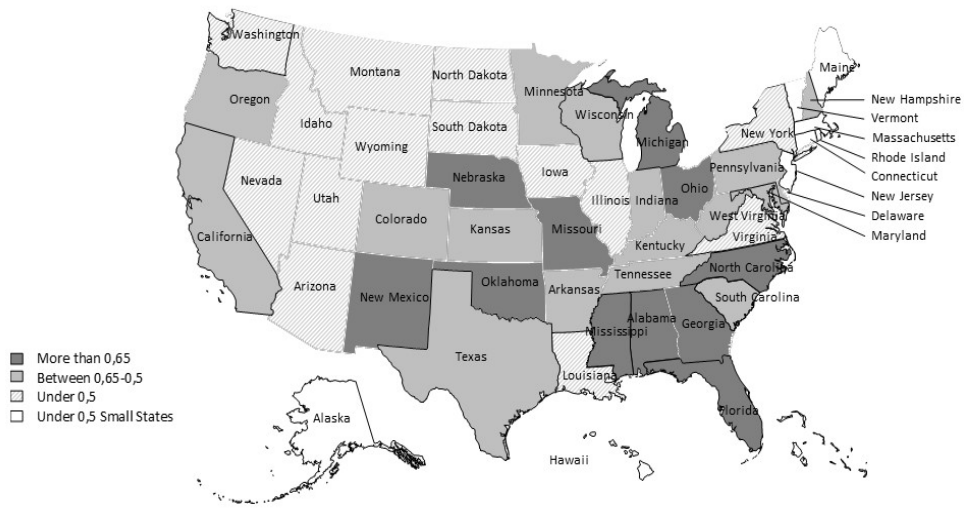 Washington
Maine
Montana
North Dakota
Minnesota
Oregon
New Hampshire
Vermont
Wisconsin
Idaho
South Dakota
New York
Massachusetts
Michigan
Wyoming
Rhode Island
Pennsylvania
Connecticut
Nebraska
Iowa
Ohio
New Jersey
Nevada
Utah
Illinois
Indiana
Delaware
Colorado
West Virginia
Kansas
Missouri
California
Virginia
Maryland
Kentucky
North Carolina
Tennessee
Oklahoma
Arizona
Arkansas
New Mexico
South Carolina
Alabama
Georgia
Mississippi
Texas
More than 0,65
Between 0,65-0,5
Louisiana
Under 0,5
Florida
Under 0,5 Small States
Alaska
Hawaii